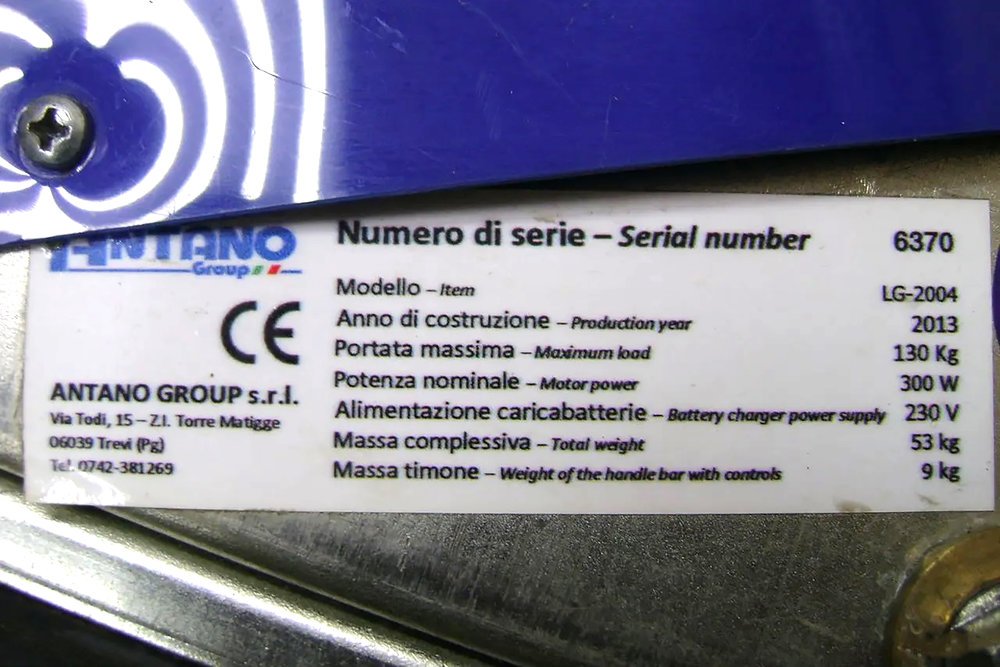 ANTANO
Group
ANTANO GROUP s.r.l.
Via Todi, 15 – Z.I. Torre Matigge
06039 Trevi (Pg)
Tel. 0742-381269
Numero di serie – Serial number 6370
Modello – Item LG-2004
Anno di costruzione – Production year 2013
Portata massima – Maximum load 130 Kg
Potenza nominale – Motor power 300 W
Alimentazione caricabatterie – Battery charger power supply 230 V
Massa complessiva – Total weight 53 kg
Massa timone – Weight of the handle bar with controls 9 kg